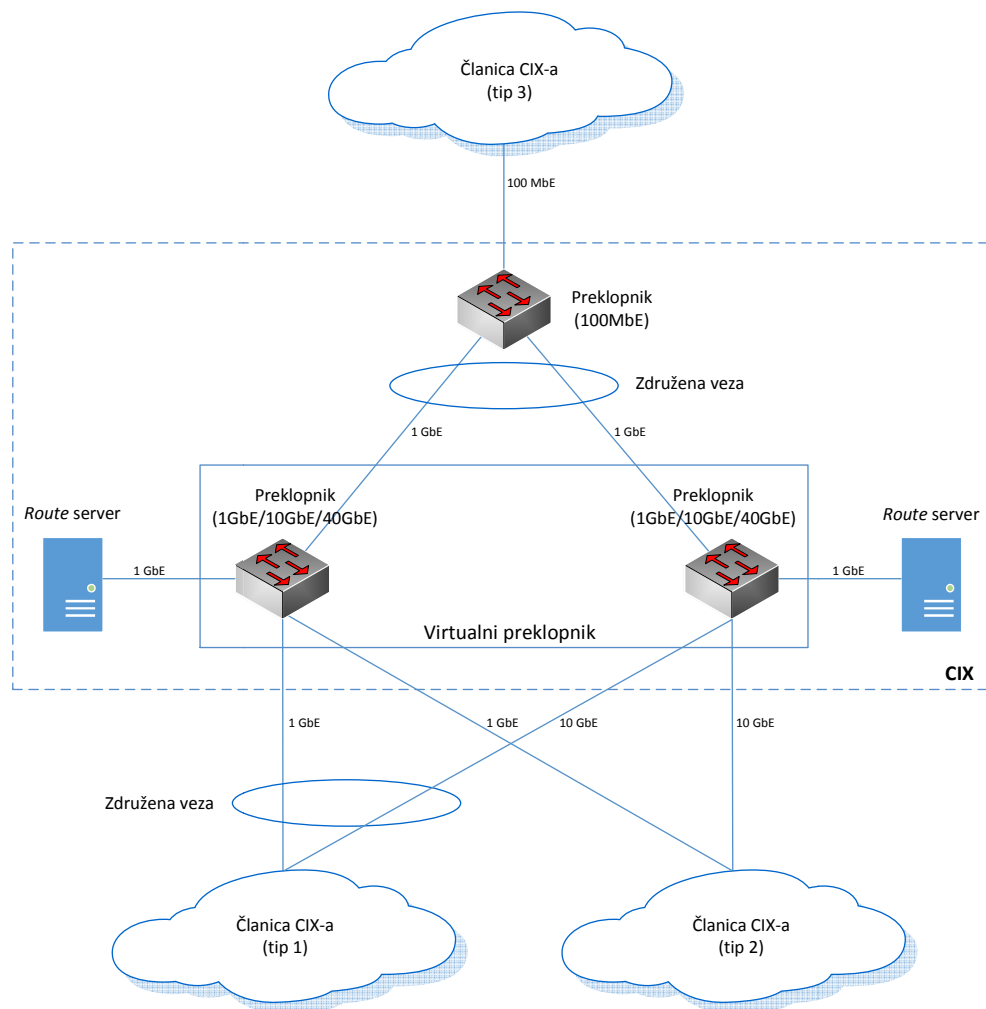 Članica CIX-a
(tip 3)
100 MbE
Preklopnik
(100MbE)
Združena veza
1 GbE
1 GbE
Preklopnik
(1GbE/10GbE/40GbE)
Preklopnik
(1GbE/10GbE/40GbE)
Route server
Route server
1 GbE
1 GbE
Virtualni preklopnik
CIX
1 GbE
1 GbE
10 GbE
10 GbE
Združena veza
Članica CIX-a
(tip 1)
Članica CIX-a
(tip 2)